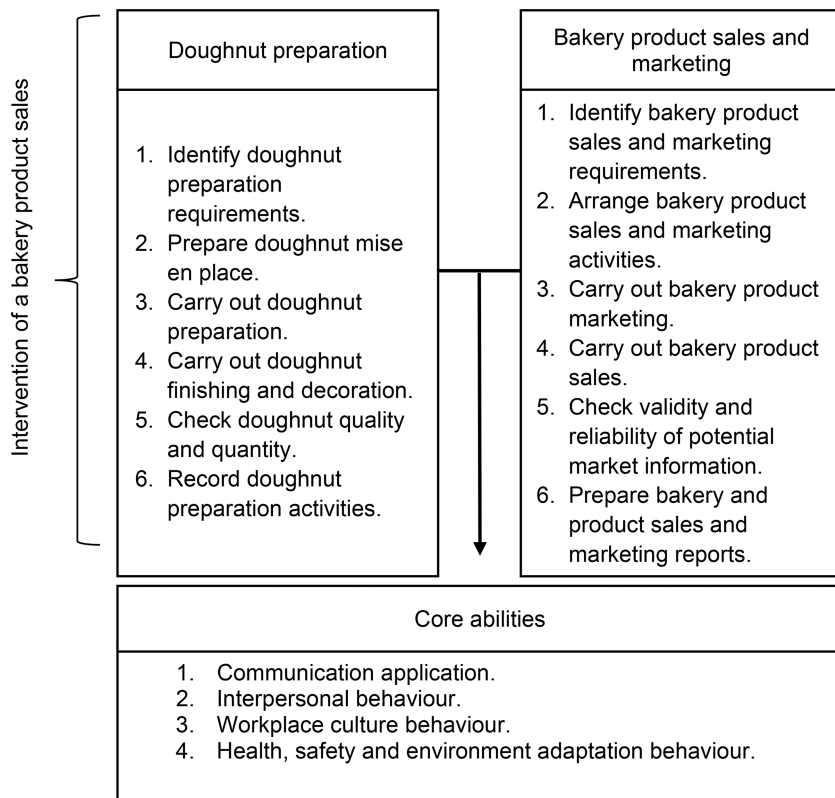 Intervention of a bakery product sales
Doughnut preparation
1. Identify doughnut
preparation
requirements.
2. Prepare doughnut mise
en place.
3. Carry out doughnut
preparation.
4. Carry out doughnut
finishing and decoration.
5. Check doughnut quality
and quantity.
6. Record doughnut
preparation activities.
Bakery product sales and
marketing
1. Identify bakery product
sales and marketing
requirements.
2. Arrange bakery product
sales and marketing
activities.
3. Carry out bakery product
marketing.
4. Carry out bakery product
sales.
5. Check validity and
reliability of potential
market information.
6. Prepare bakery and
product sales and
marketing reports.
Core abilities
1. Communication application.
2. Interpersonal behaviour.
3. Workplace culture behaviour.
4. Health, safety and environment adaptation behaviour.